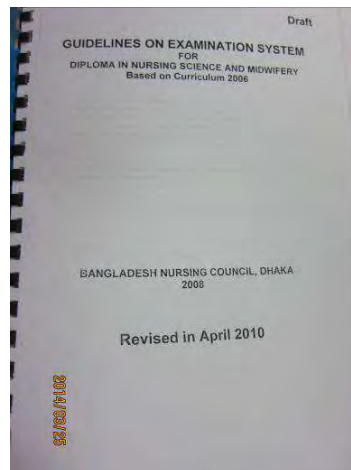 Draft
GUIDELINES ON EXAMINATION SYSTEM
FOR
DIPLOMA IN NURSING SCIENCE AND MIDWIFERY
Based on Curriculum 2006
BANGLADESH NURSING COUNCIL, DHAKA
2008
Revised in April 2010
2014/03/25